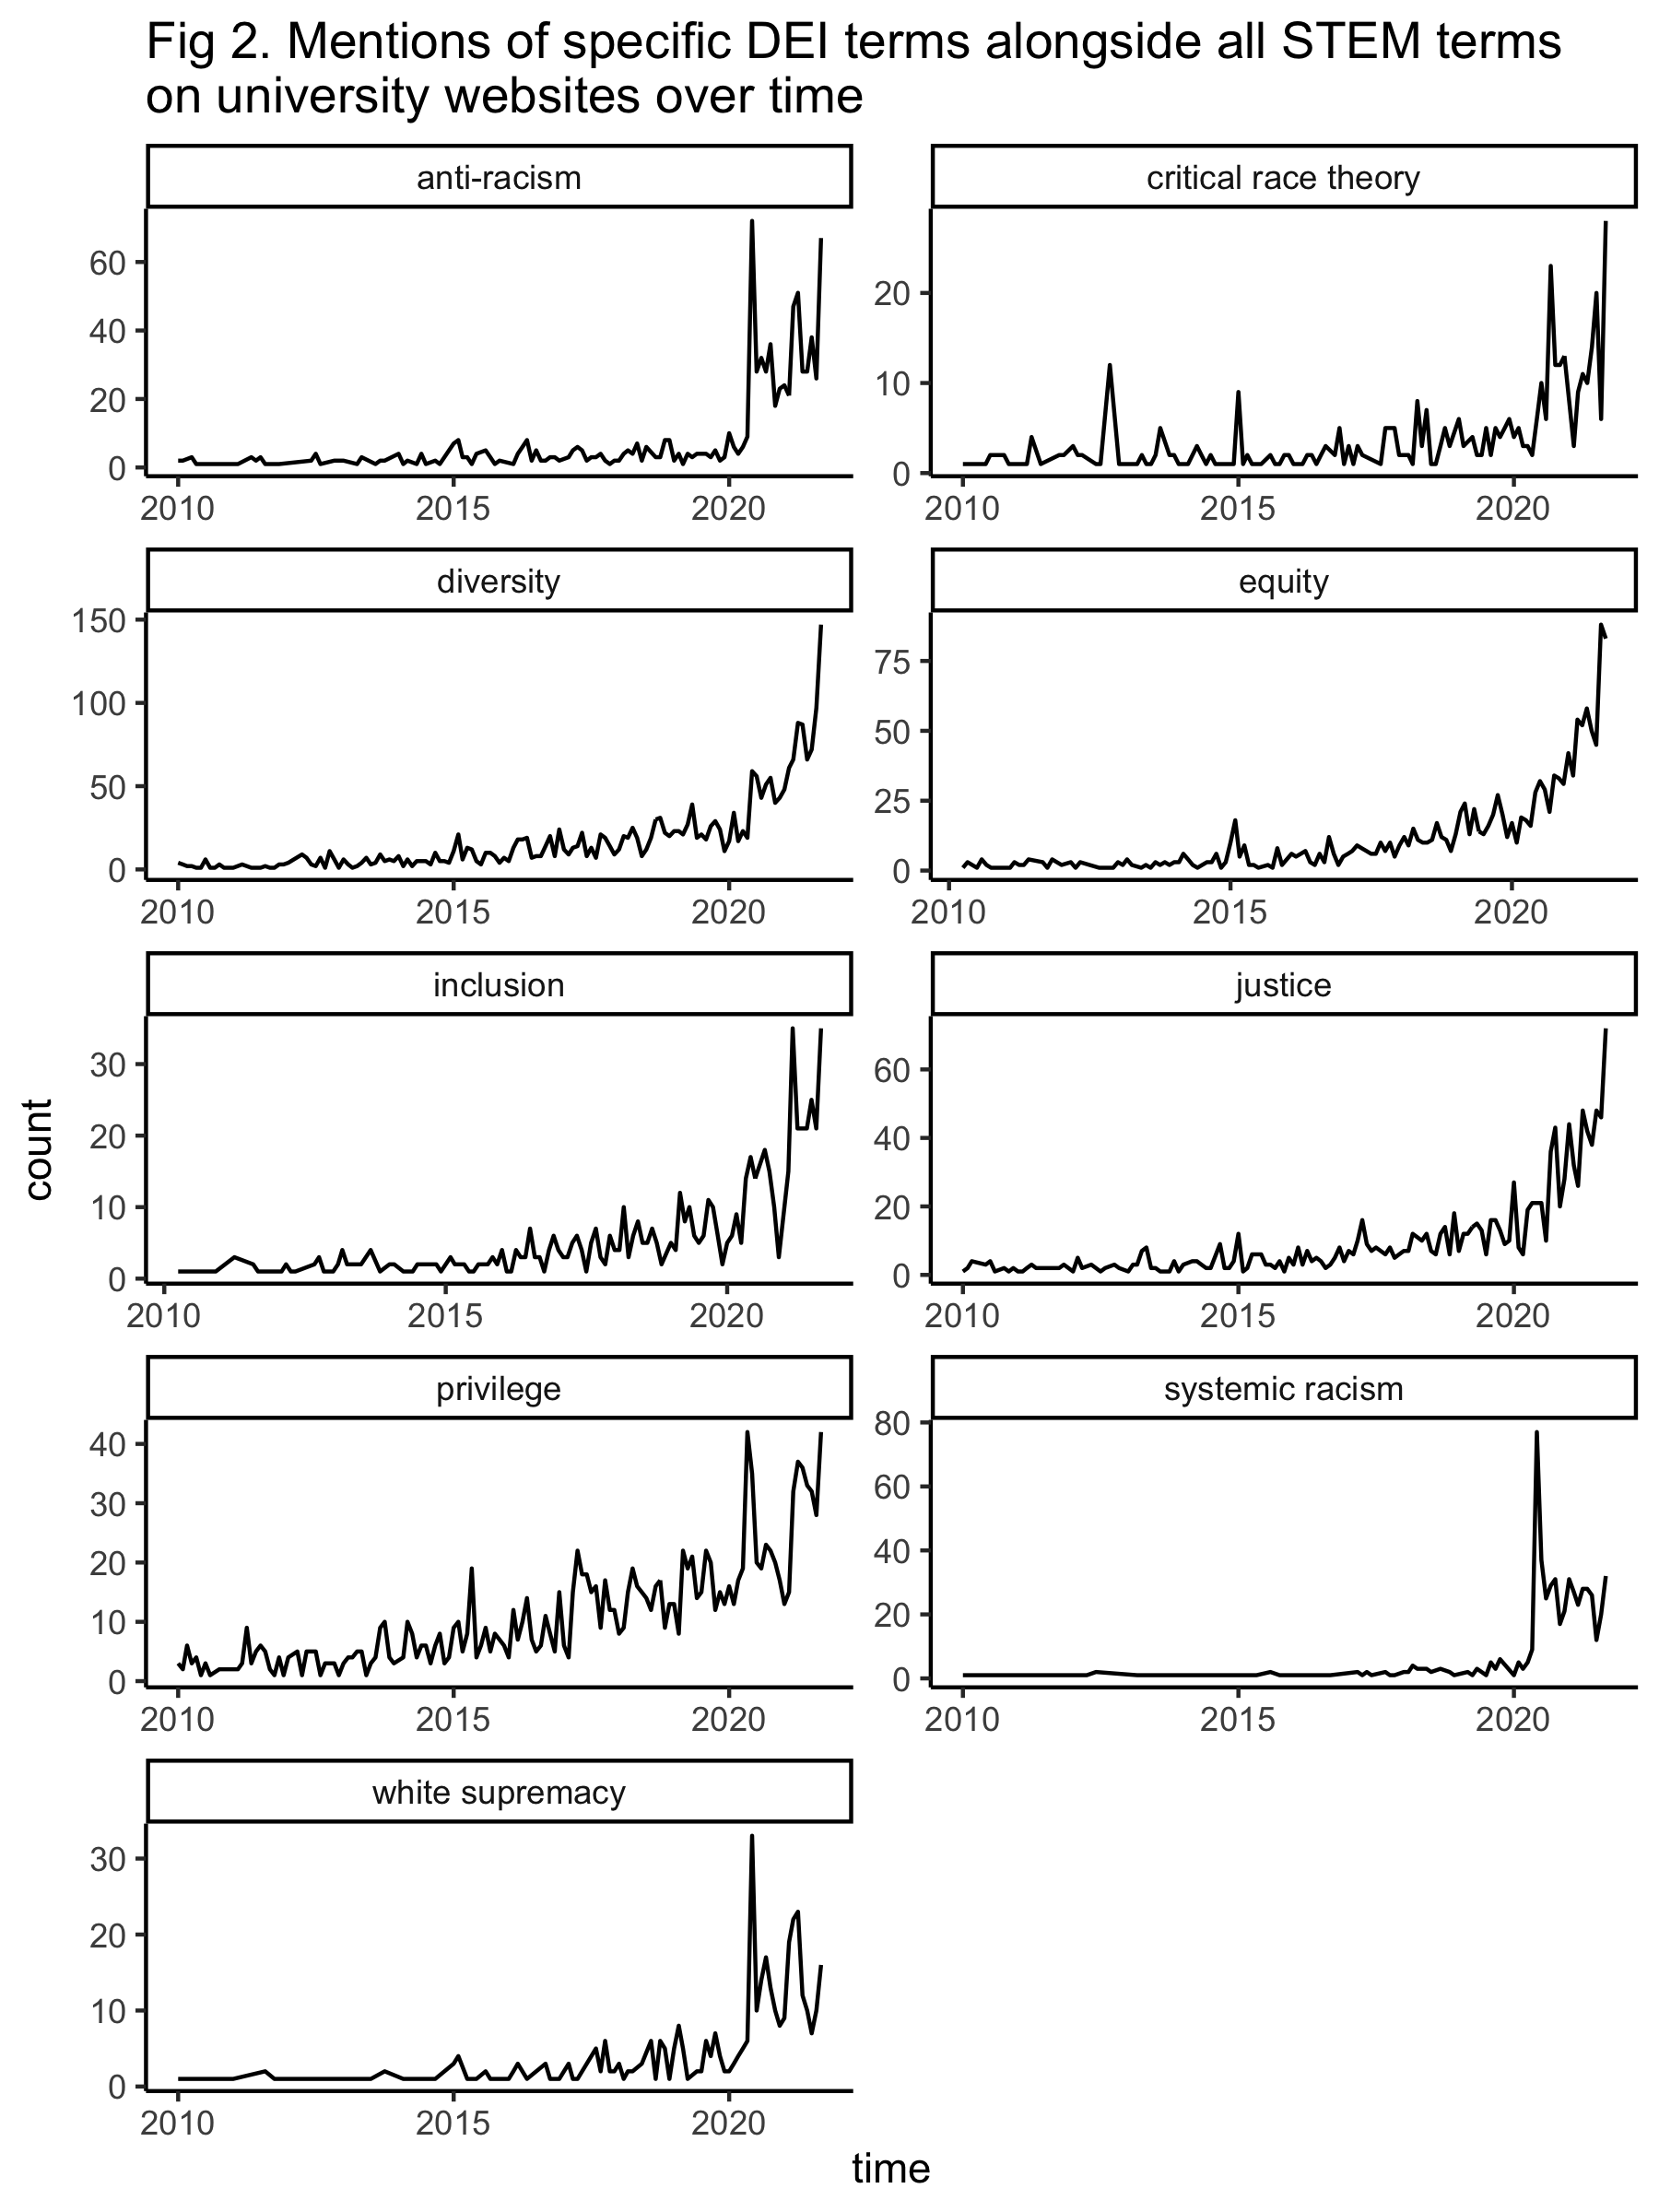 Fig 2. Mentions of specific DEI terms alongside all STEM terms
on university websites over time
anti-racism
60
40
20
0
2010 2015 2020
critical race theory
20
10
0
2010 2015 2020
diversity
150
100
50
0
2010 2015 2020
equity
75
50
25
0
2010 2015 2020
inclusion
30
20
10
0
2010 2015 2020
justice
60
40
20
0
2010 2015 2020
privilege
40
30
20
10
0
2010 2015 2020
systemic racism
80
60
40
20
0
2010 2015 2020
white supremacy
30
20
10
0
2010 2015 2020
count
time